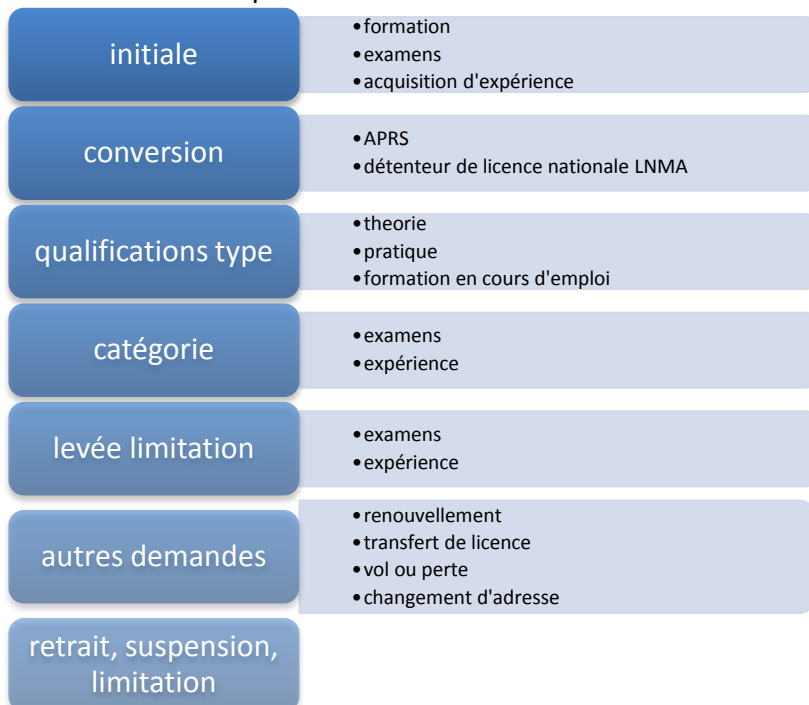 initiale
•formation
•examens
•acquisition d'expérience
conversion
•APRS
•détenteur de licence nationale LNMA
qualifications type
•theorie
•pratique
•formation en cours d'emploi
catégorie
•examens
•expérience
levée limitation
•examens
•expérience
autres demandes
•renouvellement
•transfert de licence
•vol ou perte
•changement d'adresse
retrait, suspension,
limitation